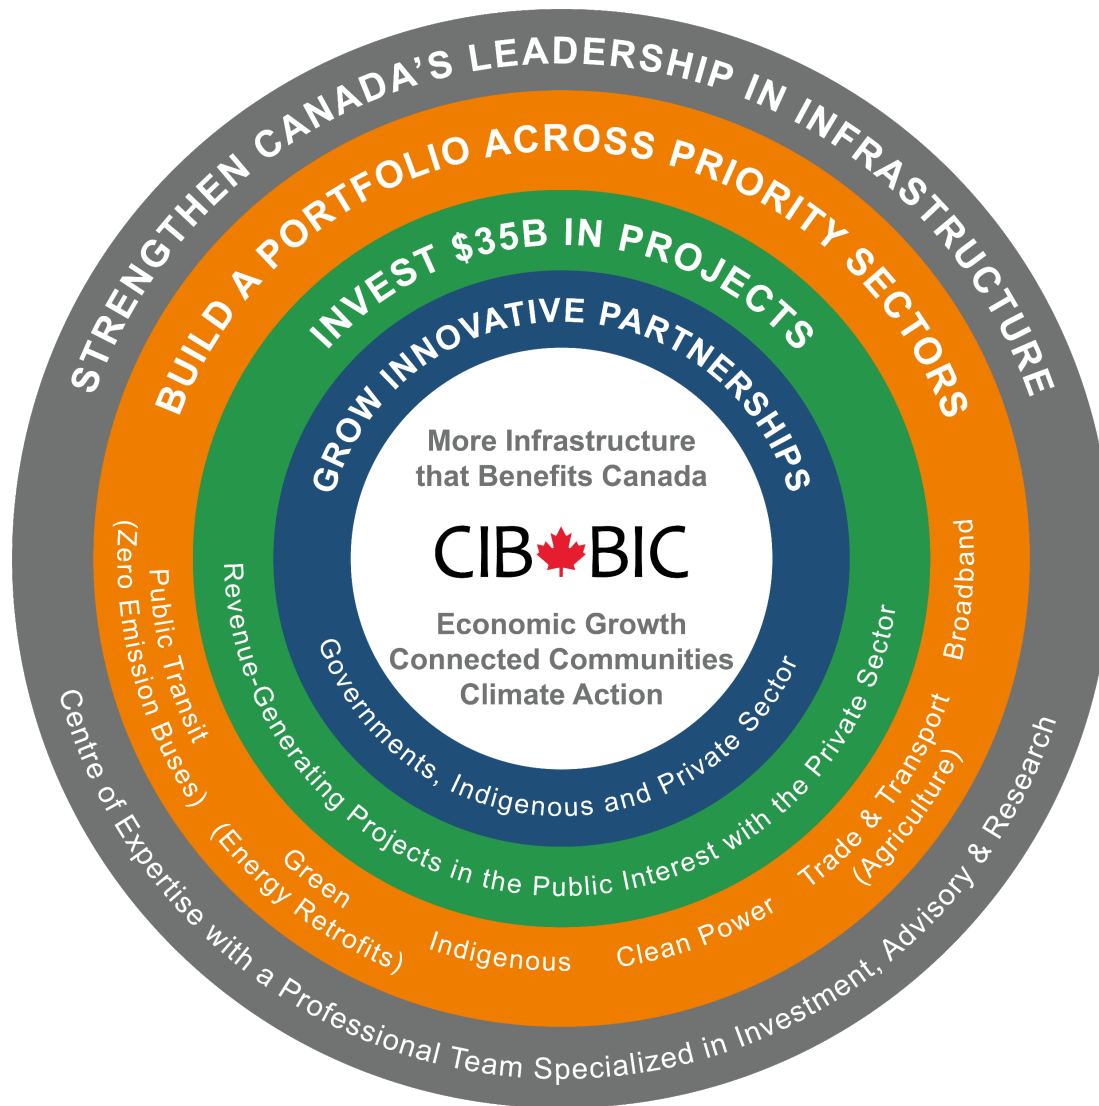 STRENGTHEN CANADA'S LEADERSHIP IN INFRASTRUCTURE
BUILD A PORTFOLIO ACROSS PRIORITY SECTORS
INVEST $35B IN PROJECTS
GROW INNOVATIVE PARTNERSHIPS
More Infrastructure
that Benefits Canada
CIB BIC
Economic Growth
Connected Communities
Climate Action
Governments, Indigenous and Private Sector
Revenue-Generating Projects in the Public Interest with the Private Sector
Public Transit
(Zero Emission Buses)
Green
(Energy Retrofits)
Indigenous
Clean Power
Trade & Transport
(Agriculture)
Broadband
Centre of Expertise with a Professional Team Specialized in Investment, Advisory & Research